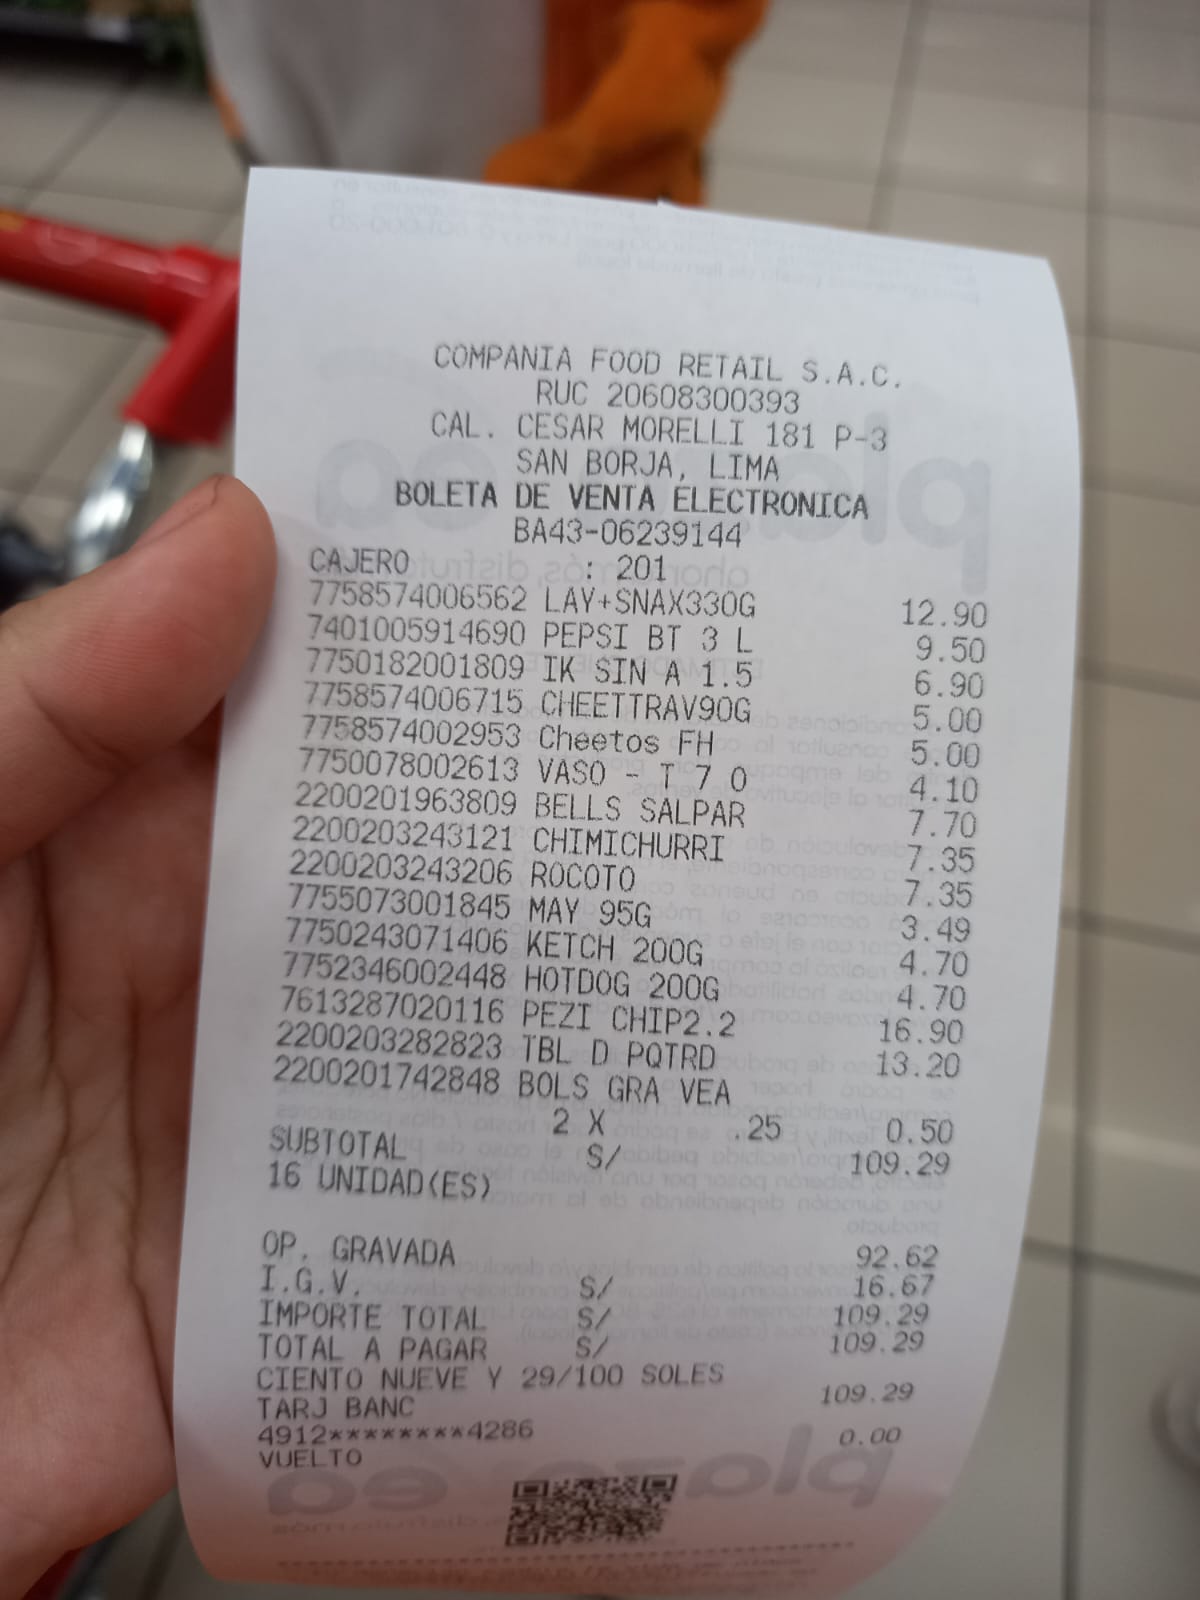 COMPANIA FOOD RETAIL S.A.C.
RUC 20608300393
CAL. CESAR MORELLI 181 P-3
SAN BORJA, LIMA
BOLETA DE VENTA ELECTRONICA
BA43-06239144
CAJERO : 201
7758574006562 LAY+SNAX330G 12.90
7401005914690 PEPSI BT 3 L 9.50
7750182001809 IK SIN A 1.5 6.90
7758574006715 CHEETTRAV90G 5.00
7758574002953 Cheetos FH 5.00
7750078002613 VASO - T 7 O 4.10
2200201963809 BELLS SALPAR 7.70
2200203243121 CHIMICHURRI 7.35
2200203243206 ROCOTO 7.35
7755073001845 MAY 95G 3.49
7750243071406 KETCH 200G 4.70
7752346002448 HOTDOG 200G 4.70
7613287020116 PEZI CHIP2.2 16.90
2200203282823 TBL D PQTRD 13.20
2200201742848 BOLS GRA VEA
2 X .25 0.50
SUBTOTAL S/ 109.29
16 UNIDAD(ES)
OP. GRAVADA 92.62
I.G.V. S/ 16.67
IMPORTE TOTAL S/ 109.29
TOTAL A PAGAR S/ 109.29
CIENTO NUEVE Y 29/100 SOLES
TARJ BANC 109.29
4912********4286
VUELTO 0.00